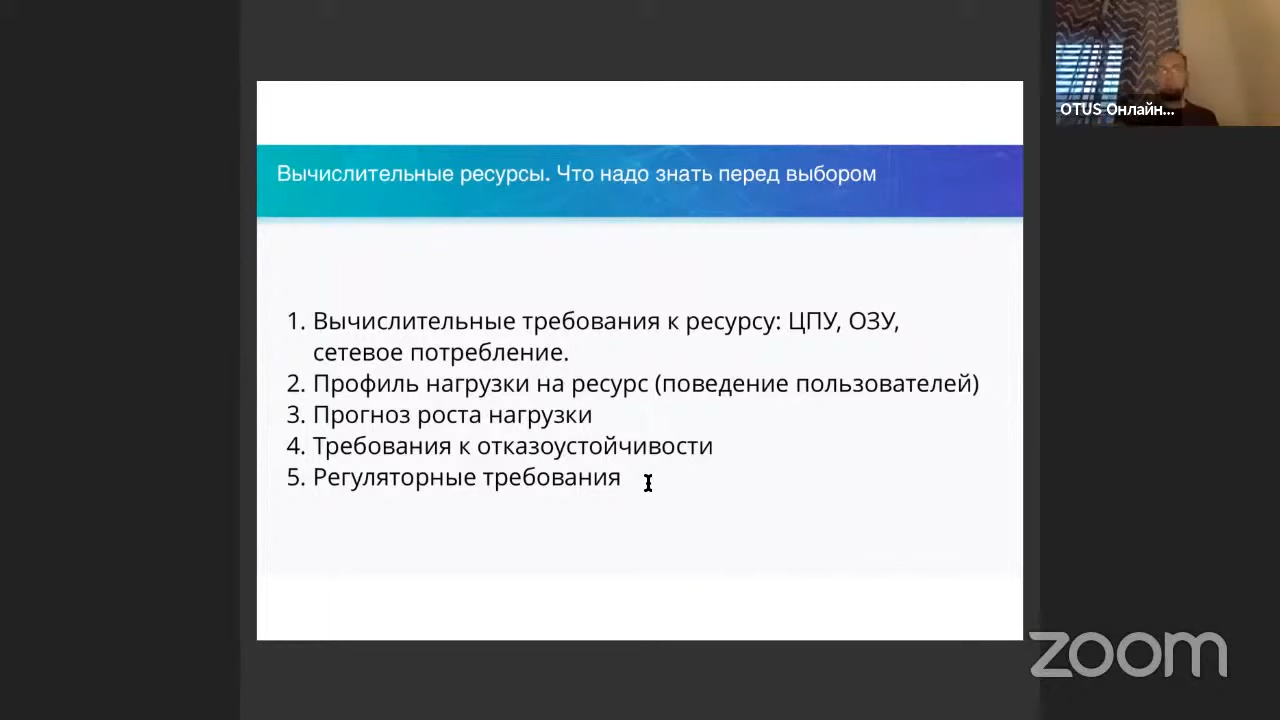 OTUS Онлайн...
Вычислительные ресурсы. Что надо знать перед выбором
1. Вычислительные требования к ресурсу: ЦПУ, ОЗУ,
сетевое потребление.
2. Профиль нагрузки на ресурс (поведение пользователей)
3. Прогноз роста нагрузки
4. Требования к отказоустойчивости
5. Регуляторные требования
zoom